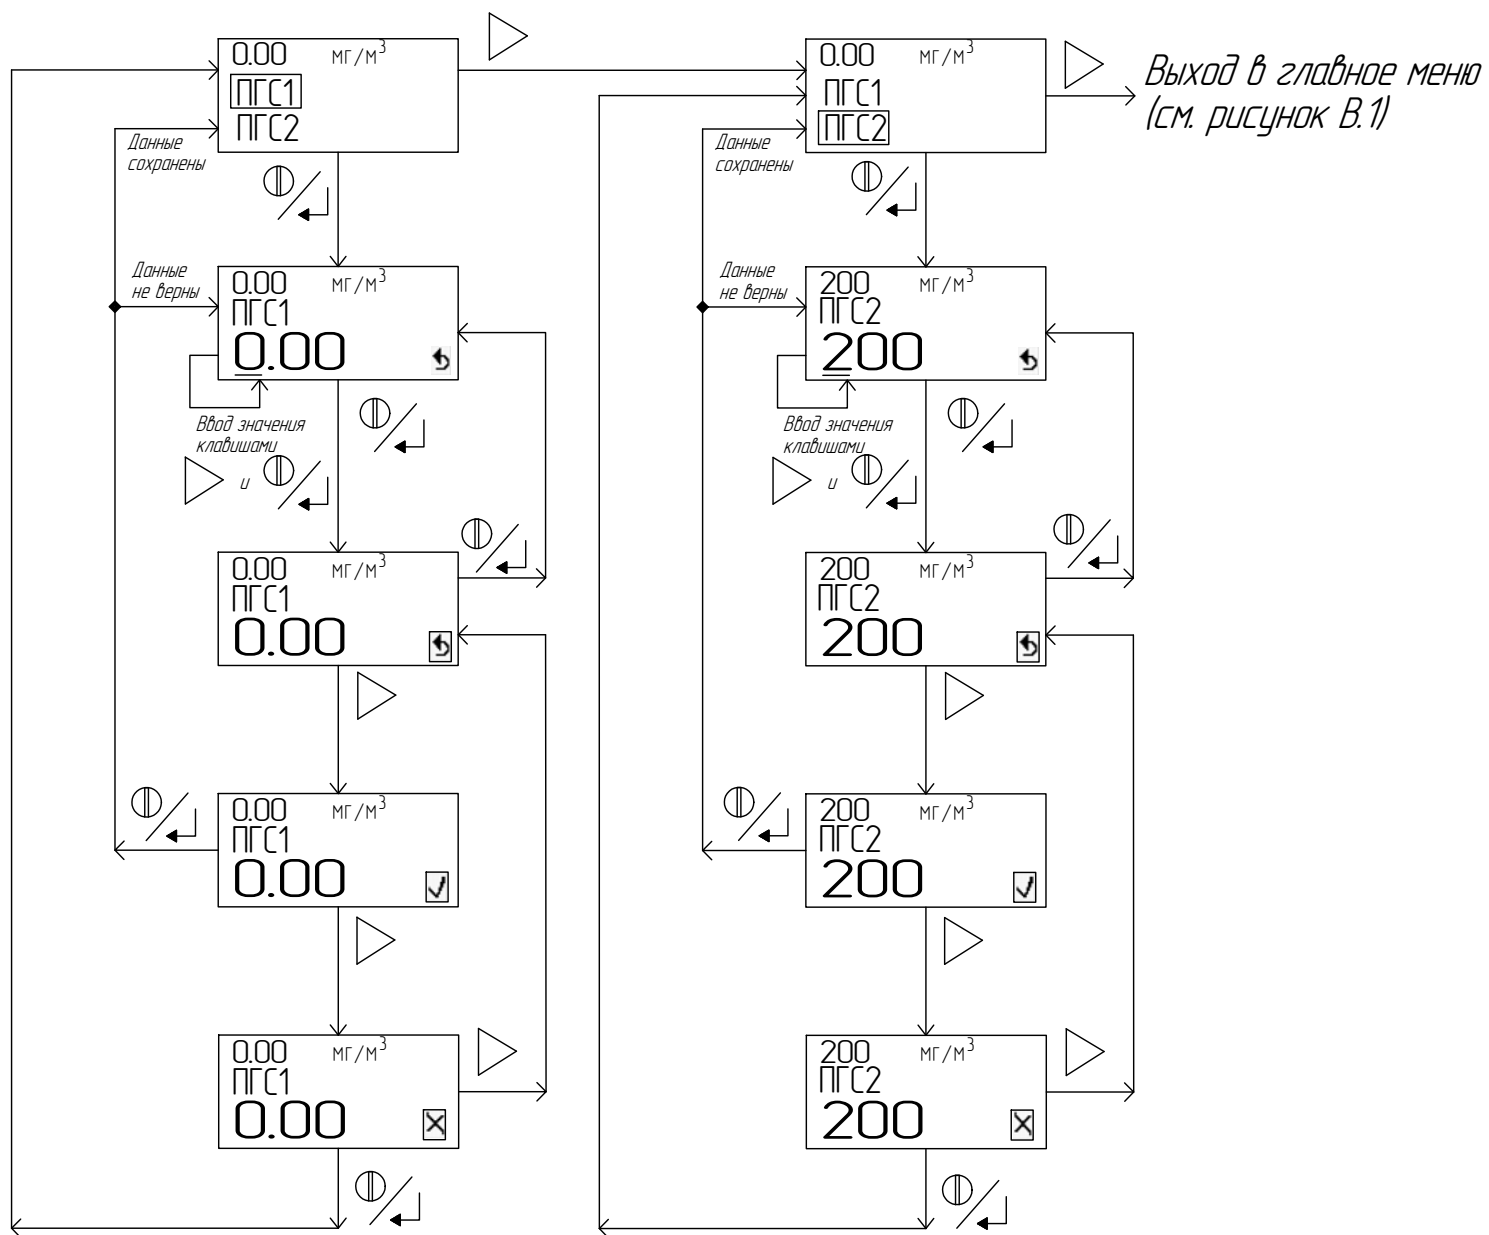 0.00 МГ/М³
ПГС1
ПГС2
Данные
сохранены
0.00 МГ/М³
ПГС1
ПГС2
Данные
сохранены
Выход в главное меню
(см. рисунок В.1)
Данные
не верны
0.00 МГ/М³
ПГС1
0.00
Ввод значения
клавишами
и
Данные
не верны
200 МГ/М³
ПГС2
200
Ввод значения
клавишами
и
0.00 МГ/М³
ПГС1
0.00
200 МГ/М³
ПГС2
200
0.00 МГ/М³
ПГС1
0.00
200 МГ/М³
ПГС2
200
0.00 МГ/М³
ПГС1
0.00
200 МГ/М³
ПГС2
200